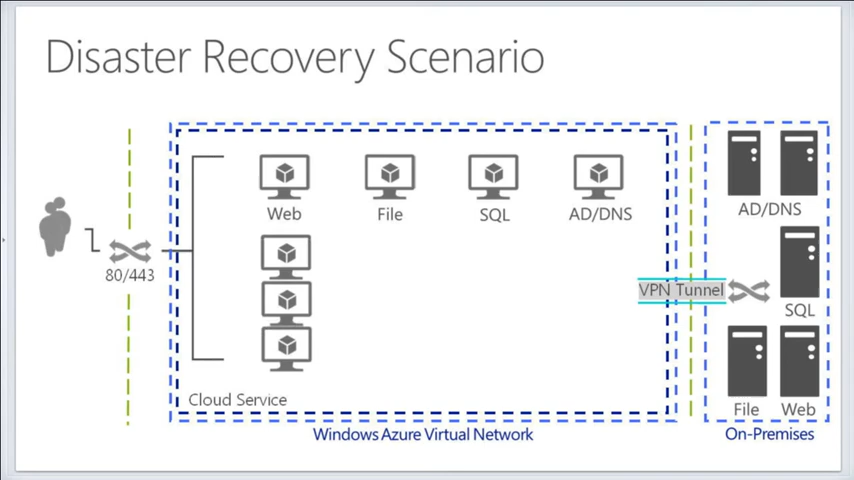 Disaster Recovery Scenario
Web
File
SQL
AD/DNS
AD/DNS
80/443
VPN Tunnel
SQL
Cloud Service
File
Web
Windows Azure Virtual Network
On-Premises